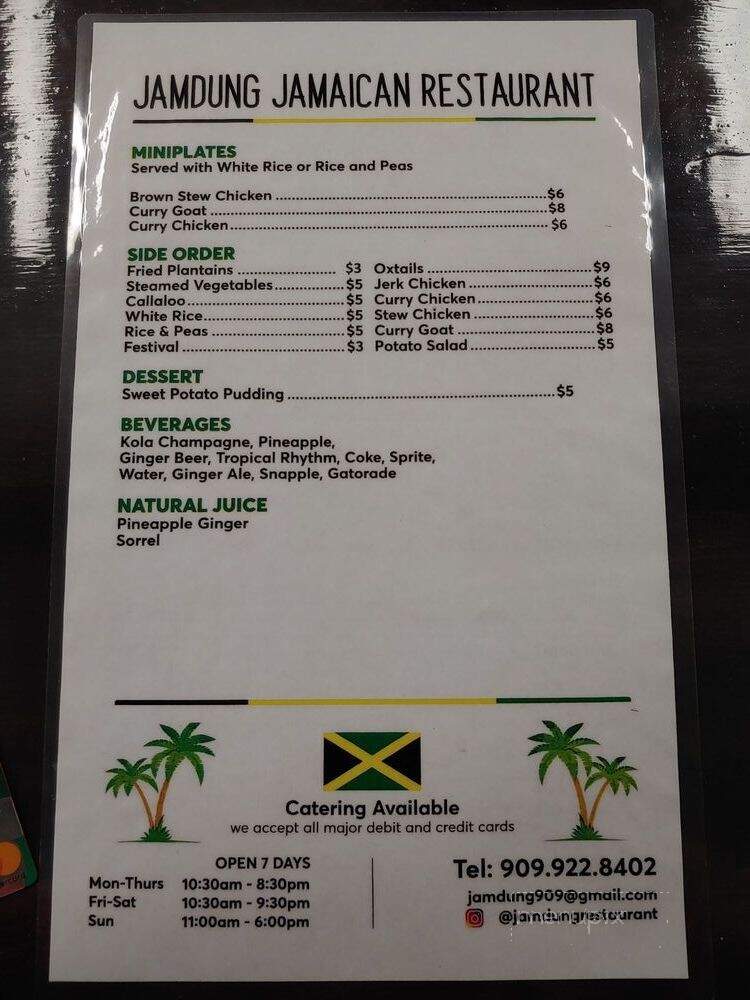 JAMDUNG JAMAICAN RESTAURANT
MINIPLATES
Served with White Rice or Rice and Peas
Brown Stew Chicken ........ $6
Curry Goat ........ $8
Curry Chicken ........ $6
SIDE ORDER
Fried Plantains ........ $3 Oxtails ........ $9
Steamed Vegetables ........ $5 Jerk Chicken ........ $6
Callaloo ........ $5 Curry Chicken ........ $6
White Rice ........ $5 Stew Chicken ........ $6
Rice & Peas ........ $5 Curry Goat ........ $8
Festival ........ $3 Potato Salad ........ $5
DESSERT
Sweet Potato Pudding ........ $5
BEVERAGES
Kola Champagne, Pineapple,
Ginger Beer, Tropical Rhythm, Coke, Sprite,
Water, Ginger Ale, Snapple, Gatorade
NATURAL JUICE
Pineapple Ginger
Sorrel
Catering Available
we accept all major debit and credit cards
OPEN 7 DAYS
Mon-Thurs 10:30am - 8:30pm
Fri-Sat 10:30am - 9:30pm
Sun 11:00am - 6:00pm
Tel: 909.922.8402
jamdung909@gmail.com
@jamdungrestaurant
menupix